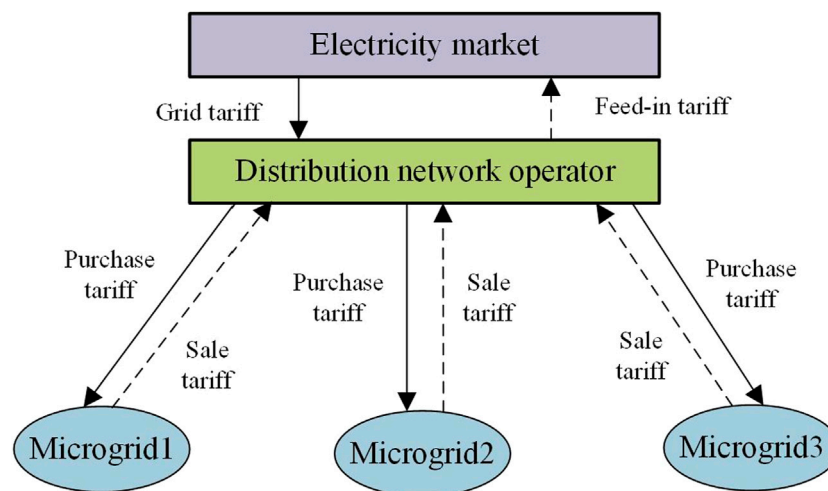 Electricity market
Grid tariff
Feed-in tariff
Distribution network operator
Purchase
tariff
Sale
tariff
Purchase
tariff
Sale
tariff
Purchase
tariff
Sale
tariff
Microgrid1
Microgrid2
Microgrid3